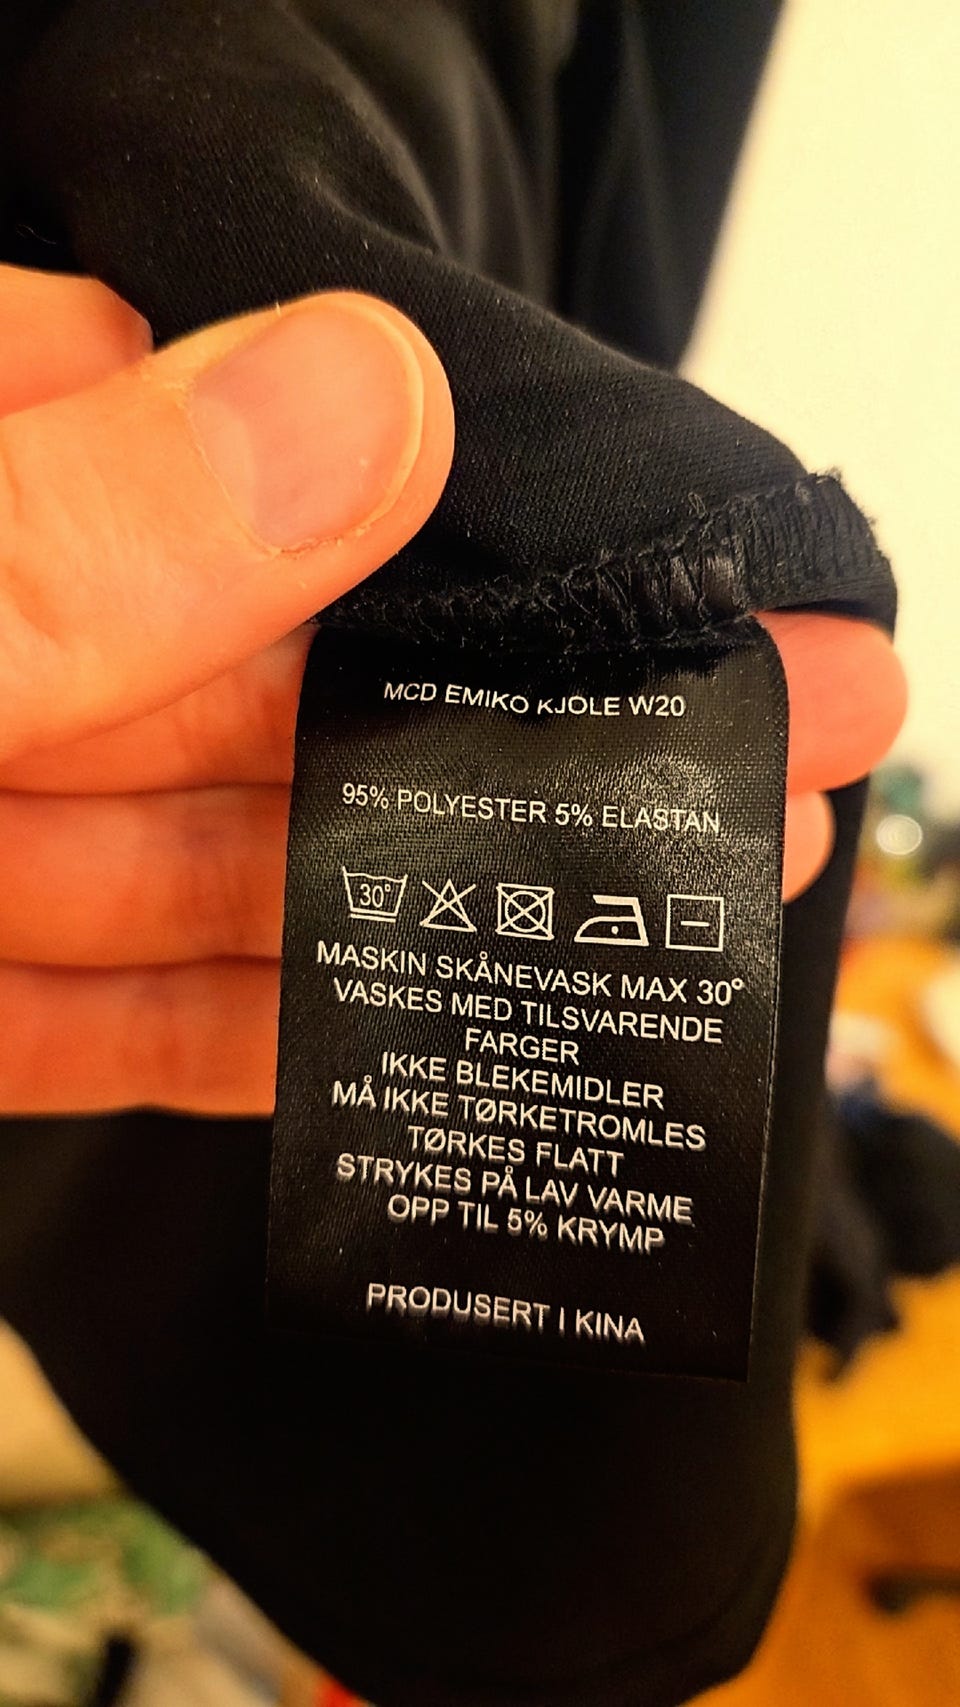 MCD EMIKO KJOLE W20
95% POLYESTER 5% ELASTAN
30°
MASKIN SKÅNEVASK MAX 30°
VASKES MED TILSVARENDE
FARGER
IKKE BLEKEMIDLER
MÅ IKKE TØRKETROMLES
TØRKES FLATT
STRYKES PÅ LAV VARME
OPP TIL 5% KRYMP
PRODUSERT I KINA